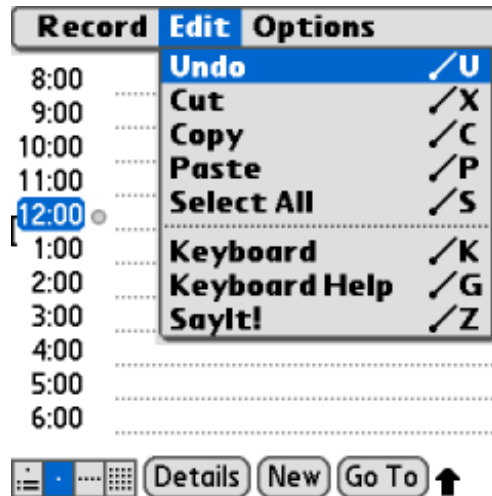 Record Edit Options
8:00
9:00
10:00
11:00
12:00
1:00
2:00
3:00
4:00
5:00
6:00
Undo /U
Cut /X
Copy /C
Paste /P
Select All /S
Keyboard /K
Keyboard Help /G
SayIt! /Z
Details New Go To